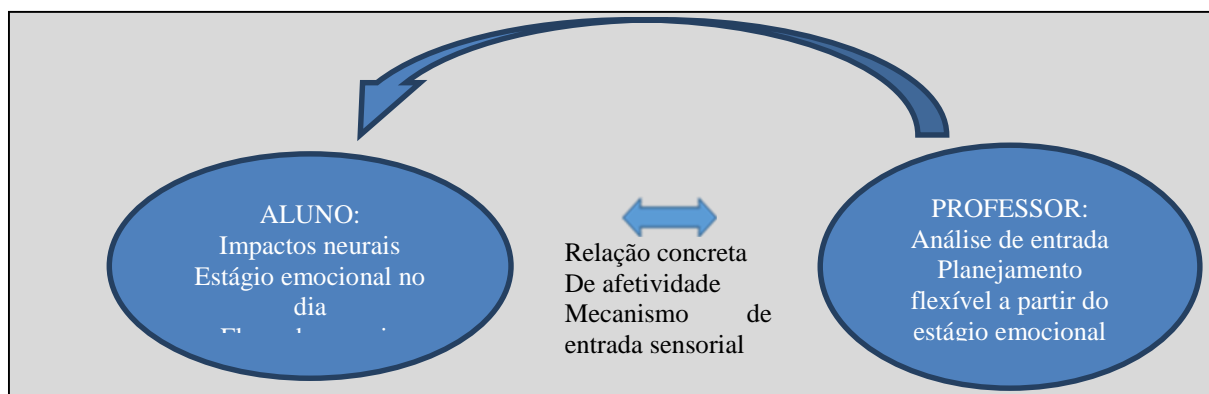 ALUNO:
Impactos neurais
Estágio emocional no
dia
Relação concreta
De afetividade
Mecanismo de
entrada sensorial
PROFESSOR:
Análise de entrada
Planejamento
flexível a partir do
estágio emocional